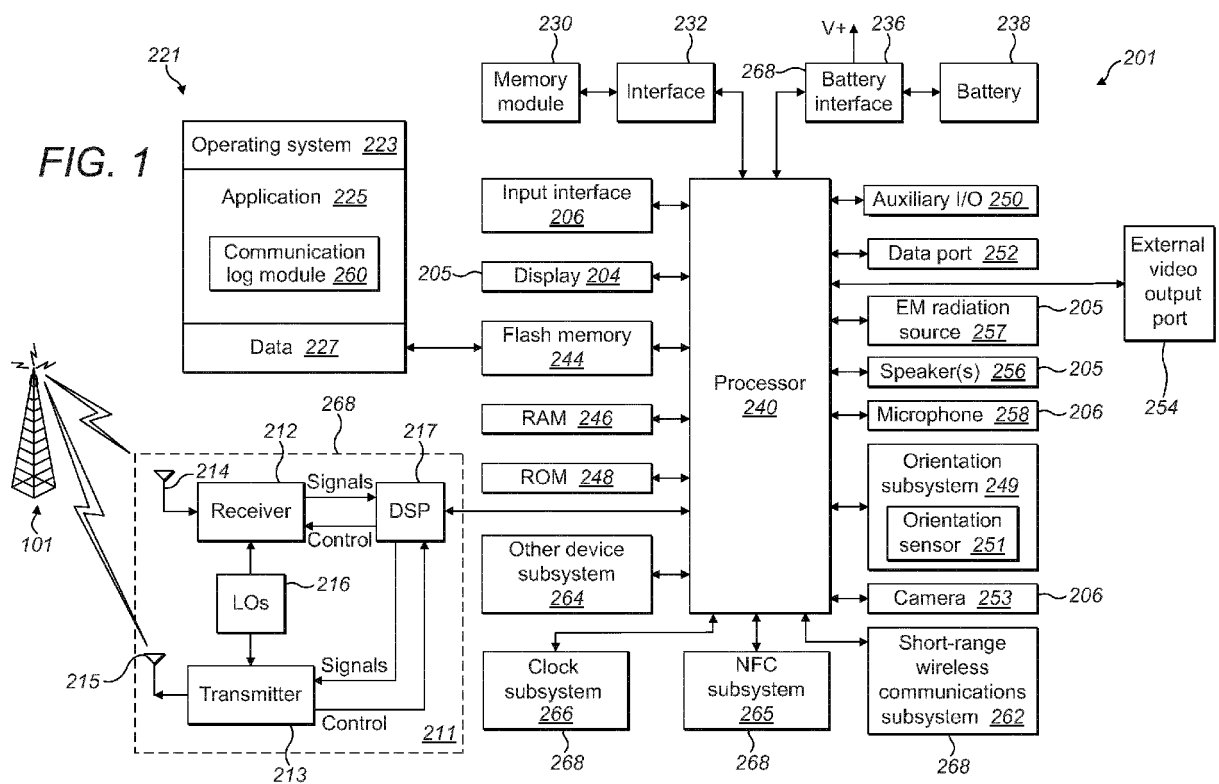 230
232
V+
236
238
221
268
201
Memory
module
Interface
Battery
interface
Battery
FIG. 1
Operating system 223
Application 225
Communication
log module 260
Data 227
Input interface
206
205
Display 204
Flash memory
244
RAM 246
ROM 248
Other device
subsystem
264
Processor
240
Auxiliary I/O 250
Data port 252
External
video
output
port
254
EM radiation
source 257
205
Speaker(s) 256
205
Microphone 258
206
Orientation
subsystem 249
Orientation
sensor 251
Camera 253
206
101
268
212
217
214
Receiver
Signals
DSP
Control
216
LOs
215
Transmitter
Signals
Control
211
213
Clock
subsystem
266
268
NFC
subsystem
265
268
Short-range
wireless
communications
subsystem 262
268